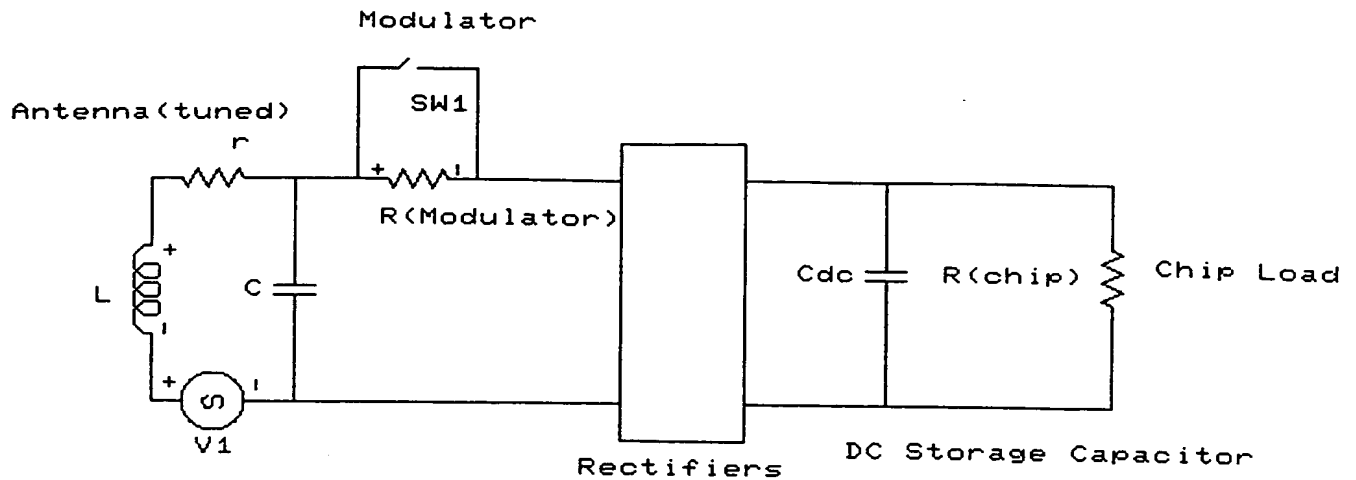 Modulator
SW1
Antenna(tuned)
r
+ -
R(Modulator)
+
L
-
C
Cdc
R(chip)
Chip Load
+ -
S
V1
Rectifiers
DC Storage Capacitor